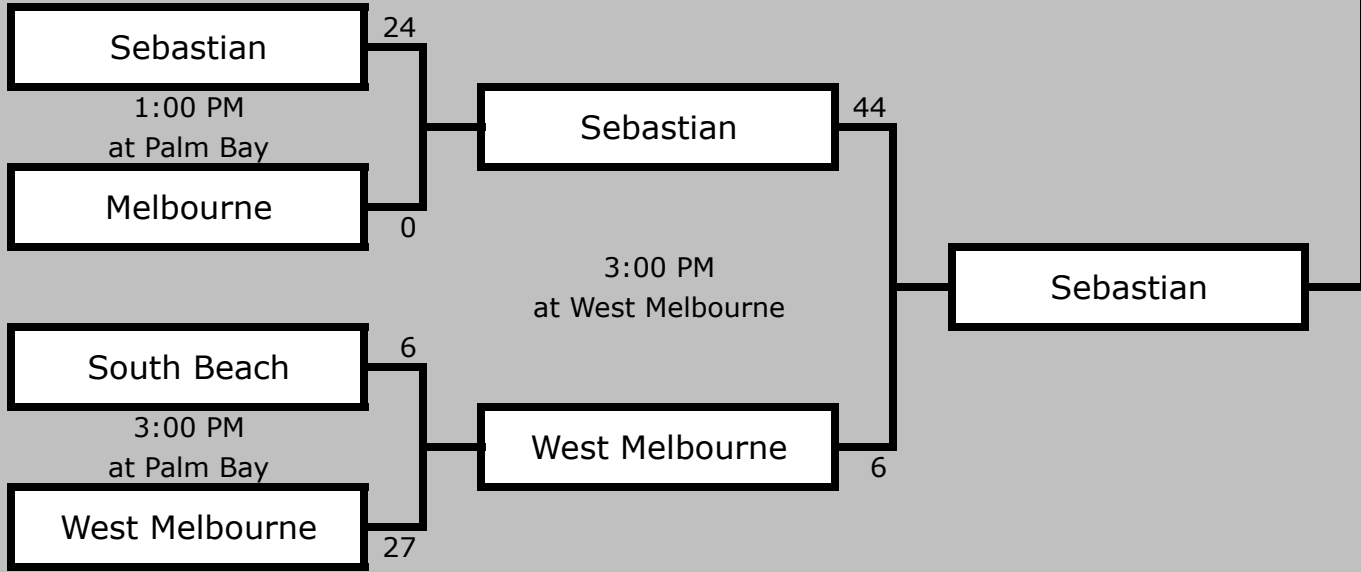 24
Sebastian
1:00 PM
at Palm Bay
Melbourne
0
Sebastian
44
3:00 PM
at West Melbourne
Sebastian
South Beach
6
3:00 PM
at Palm Bay
West Melbourne
27
West Melbourne
6